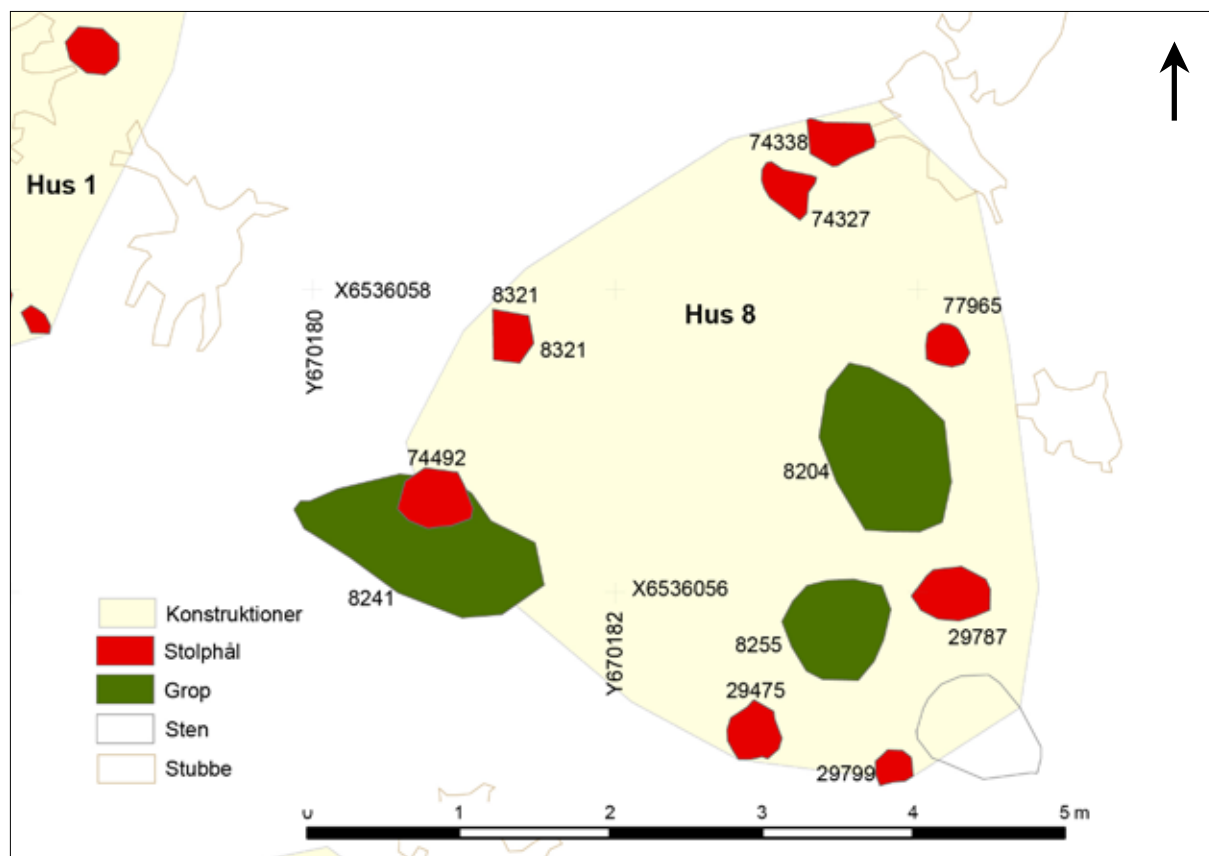 74338
Hus 1
74327
X6536058
8321
Hus 8
77965
Y670180
8321
74492
8204
X6536056
8241
Y670182
8255
29787
29475
29799
Konstruktioner
Stolphål
Grop
Sten
Stubbe
0 1 2 3 4 5 m